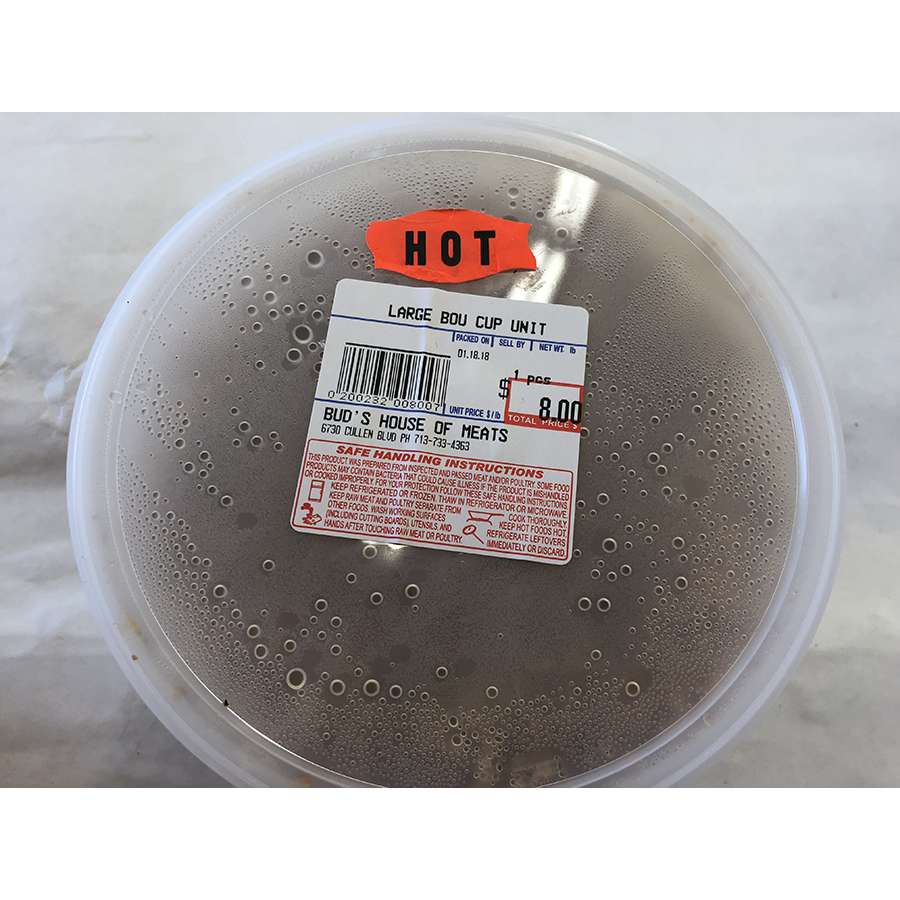 HOT
LARGE BOU CUP UNIT
PACKED ON SELL BY NET WT. lb
01.18.18
1 pcs
$ 8.00
0 200232 008007
UNIT PRICE $/lb
TOTAL PRICE $
BUD'S HOUSE OF MEATS
6730 CULLEN BLVD PH 713-733-4363
SAFE HANDLING INSTRUCTIONS
THIS PRODUCT WAS PREPARED FROM INSPECTED AND PASSED MEAT AND/OR POULTRY. SOME FOOD
PRODUCTS MAY CONTAIN BACTERIA THAT COULD CAUSE ILLNESS IF THE PRODUCT IS MISHANDLED
OR COOKED IMPROPERLY. FOR YOUR PROTECTION FOLLOW THESE SAFE HANDLING INSTRUCTIONS.
KEEP REFRIGERATED OR FROZEN. THAW IN REFRIGERATOR OR MICROWAVE.
KEEP RAW MEAT AND POULTRY SEPARATE FROM
OTHER FOODS. WASH WORKING SURFACES
(INCLUDING CUTTING BOARDS), UTENSILS, AND
HANDS AFTER TOUCHING RAW MEAT OR POULTRY.
COOK THOROUGHLY
KEEP HOT FOODS HOT.
REFRIGERATE LEFTOVERS
IMMEDIATELY OR DISCARD.